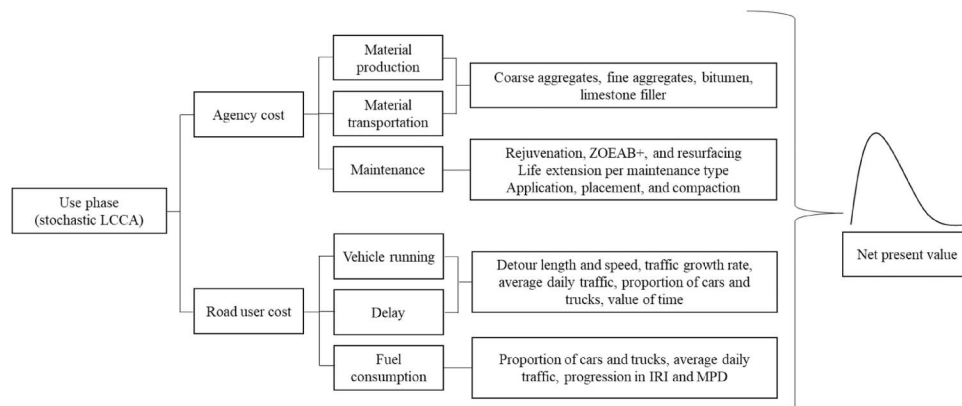 Use phase
(stochastic LCCA)
Agency cost
Material
production
Material
transportation
Coarse aggregates, fine aggregates, bitumen,
limestone filler
Maintenance
Rejuvenation, ZOEAB+, and resurfacing
Life extension per maintenance type
Application, placement, and compaction
Road user cost
Vehicle running
Delay
Detour length and speed, traffic growth rate,
average daily traffic, proportion of cars and
trucks, value of time
Fuel
consumption
Proportion of cars and trucks, average daily
traffic, progression in IRI and MPD
Net present value